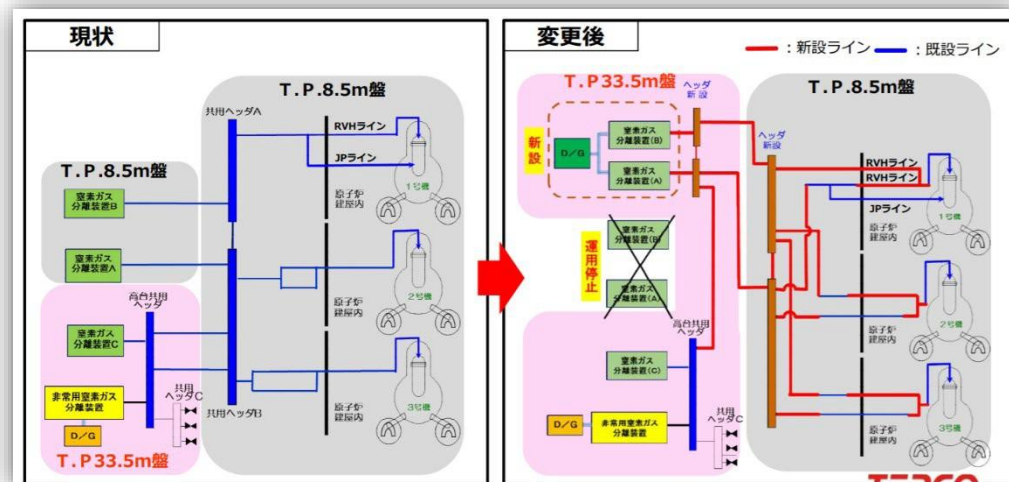 現状
T.P.8.5m盤
共用ヘッダA
RVHライン
JPライン
1号機
原子炉
建屋内
T.P.8.5m盤
窒素ガス
分離装置B
窒素ガス
分離装置A
2号機
原子炉
建屋内
高台共用
ヘッダ
窒素ガス
分離装置C
非常用窒素ガス
分離装置
D/G
共用
ヘッダC
共用ヘッダB
3号機
原子炉
建屋内
T.P33.5m盤
変更後
：新設ライン
：既設ライン
T.P33.5m盤
ヘッダ
新設
T.P.8.5m盤
新設
D/G
窒素ガス
分離装置(B)
窒素ガス
分離装置(A)
ヘッダ
新設
RVHライン
RVHライン
JPライン
1号機
原子炉
建屋内
運用停止
窒素ガス
分離装置(B)
窒素ガス
分離装置(A)
2号機
原子炉
建屋内
高台共用
ヘッダ
窒素ガス
分離装置(C)
D/G
非常用窒素ガス
分離装置
共用
ヘッダC
3号機
原子炉
建屋内
TEPCO